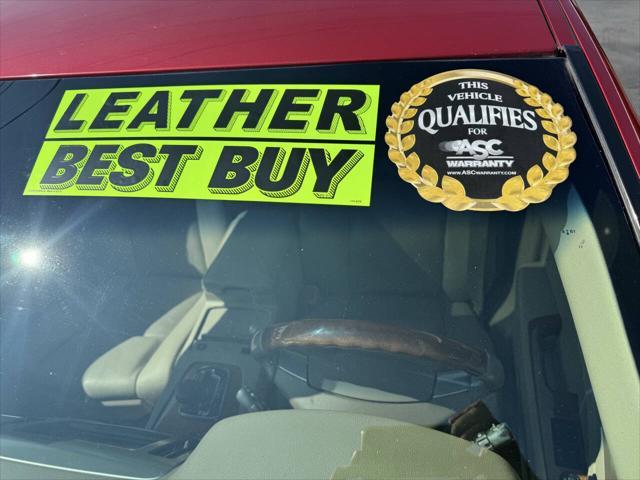 LEATHER
BEST BUY
THIS
VEHICLE
QUALIFIES
FOR
ASC
WARRANTY
www.ASCWARRANTY.com